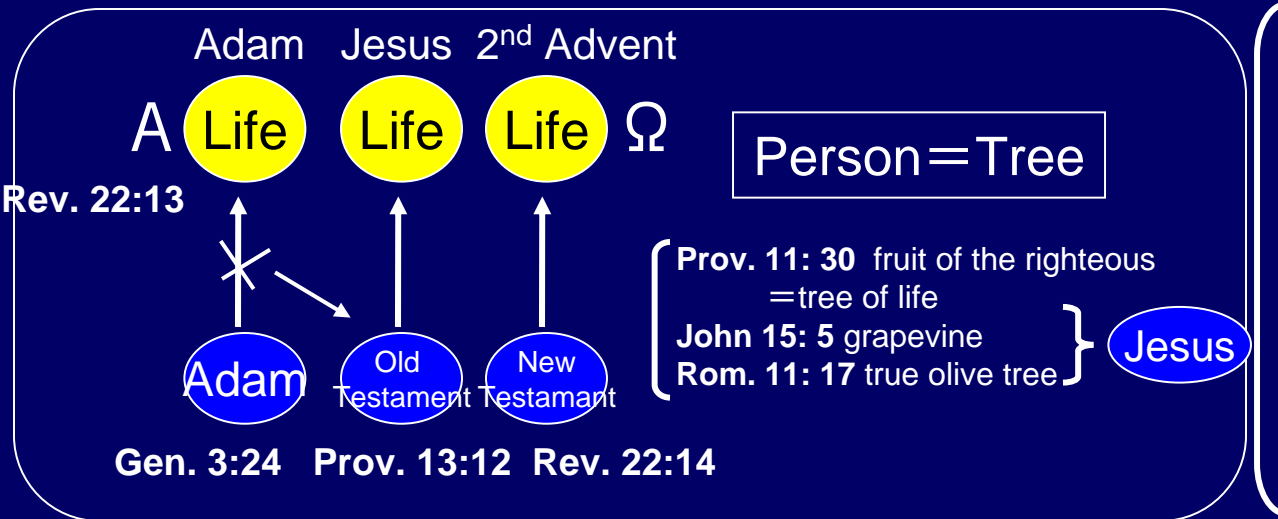 Adam Jesus 2nd Advent
Α Life Life Life Ω
Rev. 22:13
Person＝Tree
Prov. 11: 30 fruit of the righteous
＝tree of life
John 15: 5 grapevine
Rom. 11: 17 true olive tree
Jesus
Adam
Old
Testament
New
Testamant
Gen. 3:24 Prov. 13:12 Rev. 22:14